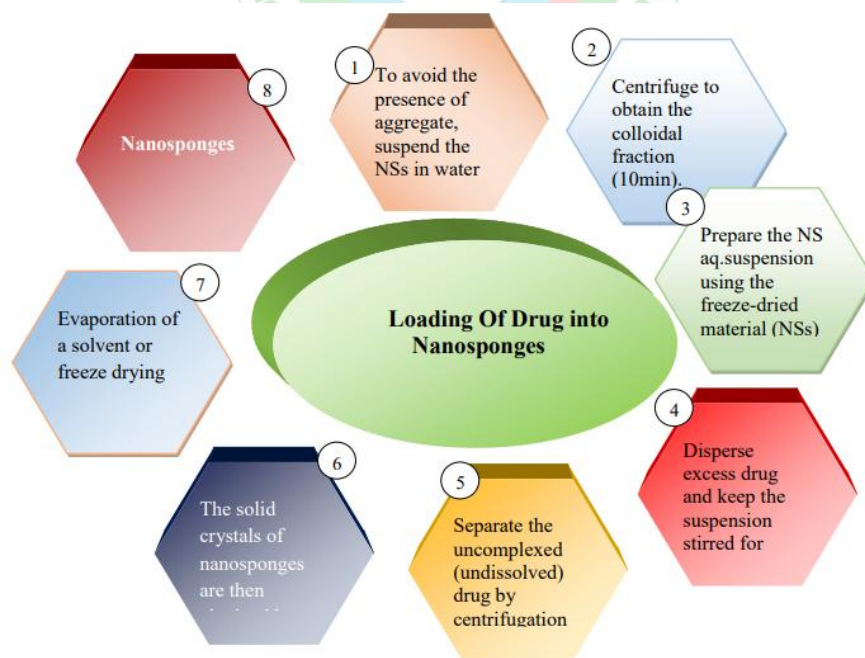 1
To avoid the
presence of
aggregate,
suspend the
NSs in water
2
Centrifuge to
obtain the
colloidal
fraction
(10min).
3
Prepare the NS
aq.suspension
using the
freeze-dried
material (NSs)
4
Disperse
excess drug
and keep the
suspension
stirred for
5
Separate the
uncomplexed
(undissolved)
drug by
centrifugation
6
The solid
crystals of
nanosponges
are then
7
Evaporation of
a solvent or
freeze drying
8
Nanosponges
Loading Of Drug into
Nanosponges